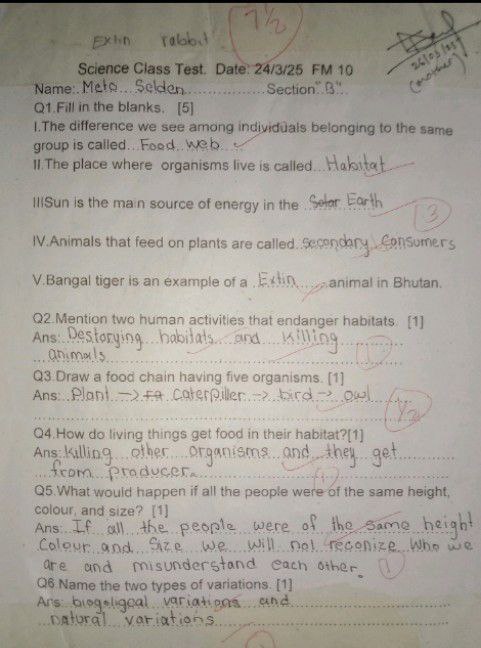 7 1/2
Extin rabbit
26/03/25
(mother)
Science Class Test. Date: 24/3/25 FM 10
Name: Meto Selden Section "B"
Q1.Fill in the blanks. [5]
I.The difference we see among individuals belonging to the same
group is called Food web
II.The place where organisms live is called Habitat
IIISun is the main source of energy in the Solar Earth
3
IV.Animals that feed on plants are called secondary consumers
V.Bangal tiger is an example of a Extin animal in Bhutan.
Q2.Mention two human activities that endanger habitats. [1]
Ans: Destorying habitats and killing
animals
1
Q3.Draw a food chain having five organisms. [1]
Ans: Plant -> caterpiller -> bird -> owl
1/2
Q4.How do living things get food in their habitat?[1]
Ans: Killing other organisms and they get
from producer.
1
Q5.What would happen if all the people were of the same height,
colour, and size? [1]
Ans: If all the people were of the same height
Colour and Size we will not reconize who we
are and misunderstand each other.
1
Q6.Name the two types of variations. [1]
Ans: biogoligcal variations and
natural variations